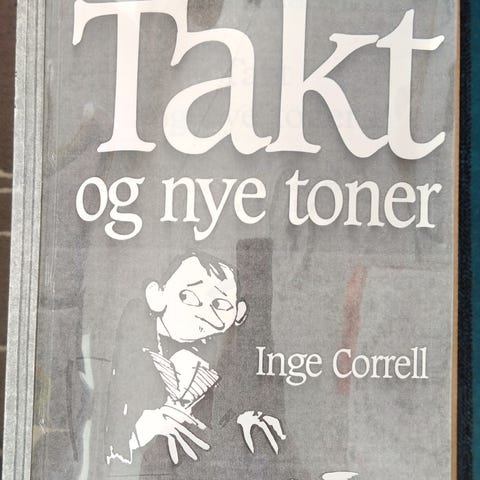 Takt
og nye toner
Inge Correll